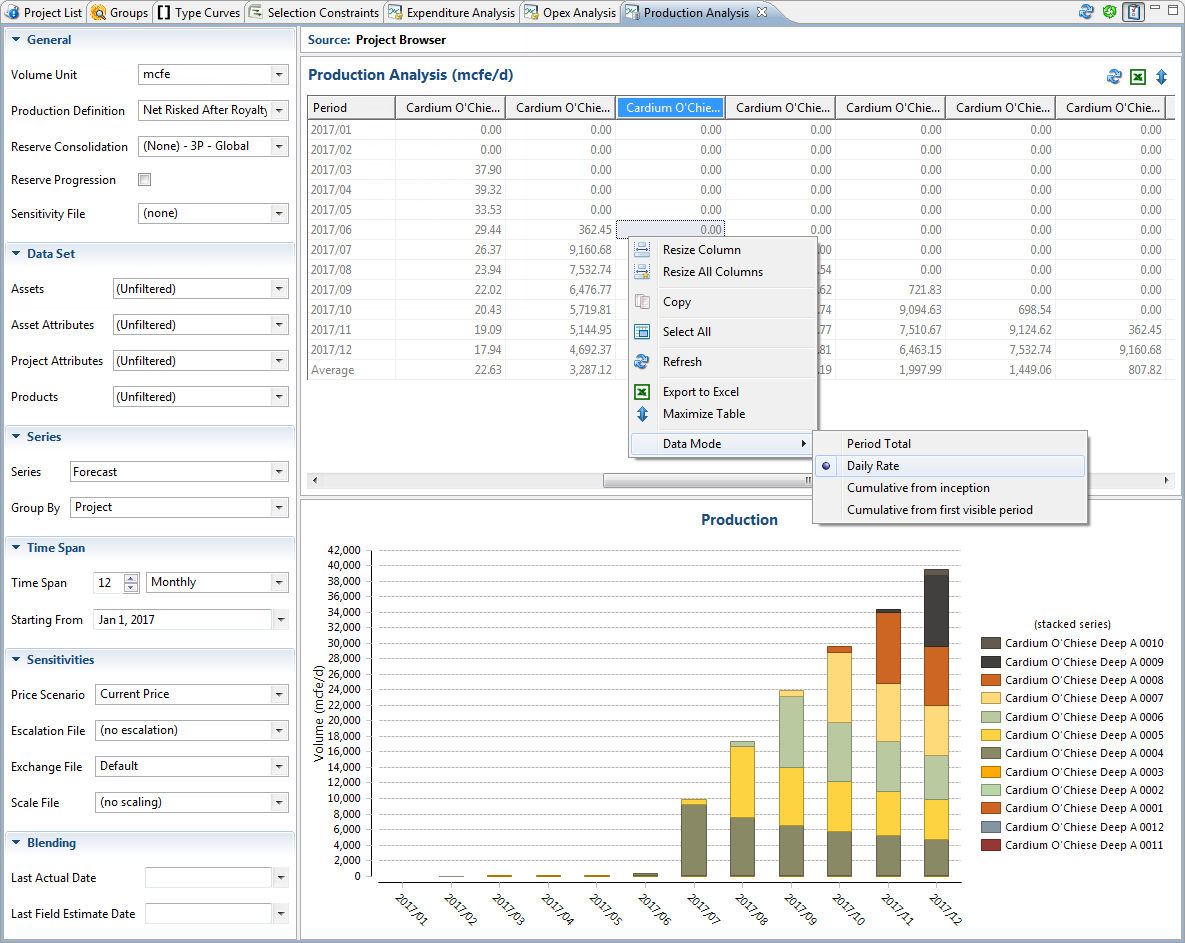 Project List Groups Type Curves Selection Constraints Expenditure Analysis Opex Analysis Production Analysis
General
Volume Unit mcfe
Production Definition Net Risked After Royalty
Reserve Consolidation (None) - 3P - Global
Reserve Progression
Sensitivity File (none)
Data Set
Assets (Unfiltered)
Asset Attributes (Unfiltered)
Project Attributes (Unfiltered)
Products (Unfiltered)
Series
Series Forecast
Group By Project
Time Span
Time Span 12 Monthly
Starting From Jan 1, 2017
Sensitivities
Price Scenario Current Price
Escalation File (no escalation)
Exchange File Default
Scale File (no scaling)
Blending
Last Actual Date
Last Field Estimate Date
Source: Project Browser
Production Analysis (mcfe/d)
Period Cardium O'Chie... Cardium O'Chie... Cardium O'Chie... Cardium O'Chie... Cardium O'Chie... Cardium O'Chie... Cardium O'Chie...
2017/01 0.00 0.00 0.00 0.00 0.00 0.00 0.00
2017/02 0.00 0.00 0.00 0.00 0.00 0.00 0.00
2017/03 37.90 0.00 0.00 0.00 0.00 0.00 0.00
2017/04 39.32 0.00 0.00 0.00 0.00 0.00 0.00
2017/05 33.53 0.00 0.00 0.00 0.00 0.00 0.00
2017/06 29.44 362.45 0.00 0.00 0.00 0.00 0.00
2017/07 26.37 9,160.68 0.00 0.00 0.00
2017/08 23.94 7,532.74 54 0.00 0.00 0.00
2017/09 22.02 6,476.77 62 721.83 0.00 0.00
2017/10 20.43 5,719.81 74 9,094.63 698.54 0.00
2017/11 19.09 5,144.95 77 7,510.67 9,124.62 362.45
2017/12 17.94 4,692.37 81 6,463.15 7,532.74 9,160.68
Average 22.63 3,287.12 19 1,997.99 1,449.06 807.82
Resize Column
Resize All Columns
Copy
Select All
Refresh
Export to Excel
Maximize Table
Data Mode
Period Total
Daily Rate
Cumulative from inception
Cumulative from first visible period
Production
Volume (mcfe/d)
42,000
40,000
38,000
36,000
34,000
32,000
30,000
28,000
26,000
24,000
22,000
20,000
18,000
16,000
14,000
12,000
10,000
8,000
6,000
4,000
2,000
0
2017/01 2017/02 2017/03 2017/04 2017/05 2017/06 2017/07 2017/08 2017/09 2017/10 2017/11 2017/12
(stacked series)
Cardium O'Chiese Deep A 0010
Cardium O'Chiese Deep A 0009
Cardium O'Chiese Deep A 0008
Cardium O'Chiese Deep A 0007
Cardium O'Chiese Deep A 0006
Cardium O'Chiese Deep A 0005
Cardium O'Chiese Deep A 0004
Cardium O'Chiese Deep A 0003
Cardium O'Chiese Deep A 0002
Cardium O'Chiese Deep A 0001
Cardium O'Chiese Deep A 0012
Cardium O'Chiese Deep A 0011